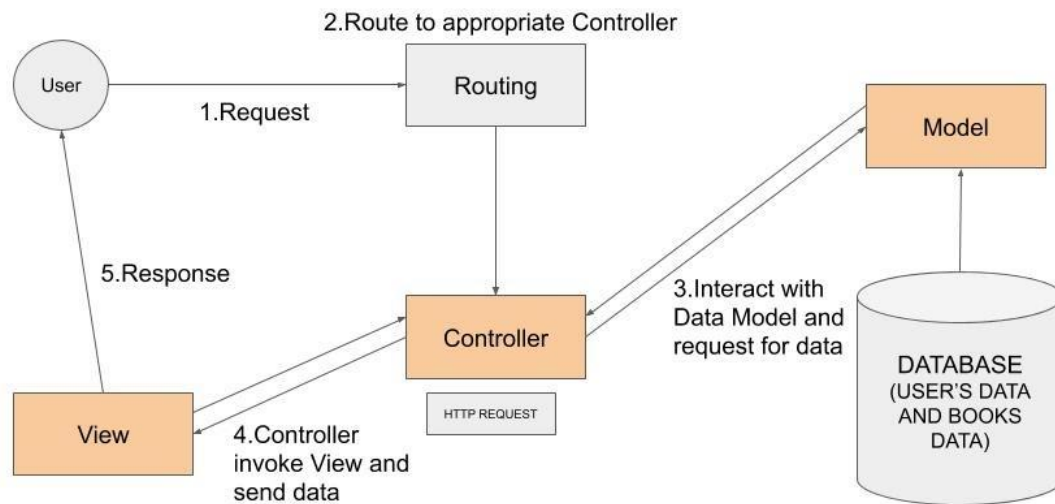 2.Route to appropriate Controller
User
Routing
1.Request
Model
5.Response
Controller
3.Interact with
Data Model and
request for data
DATABASE
(USER'S DATA
AND BOOKS
DATA)
HTTP REQUEST
View
4.Controller
invoke View and
send data